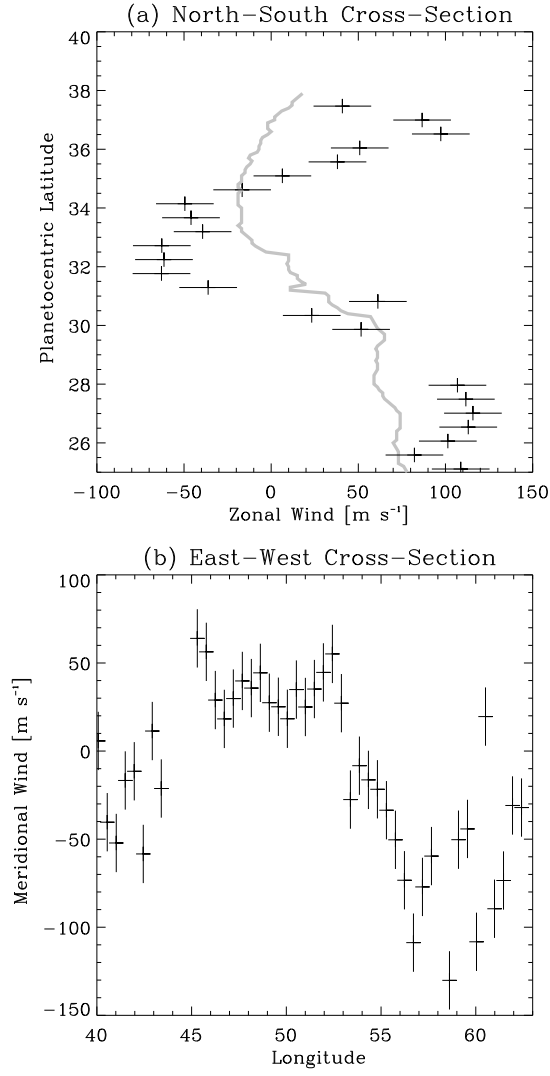 (a) North-South Cross-Section
40
38
36
34
32
30
28
26
Planetocentric Latitude
-100 -50 0 50 100 150
Zonal Wind [m s⁻¹]
(b) East-West Cross-Section
100
50
0
-50
-100
-150
Meridional Wind [m s⁻¹]
40 45 50 55 60
Longitude